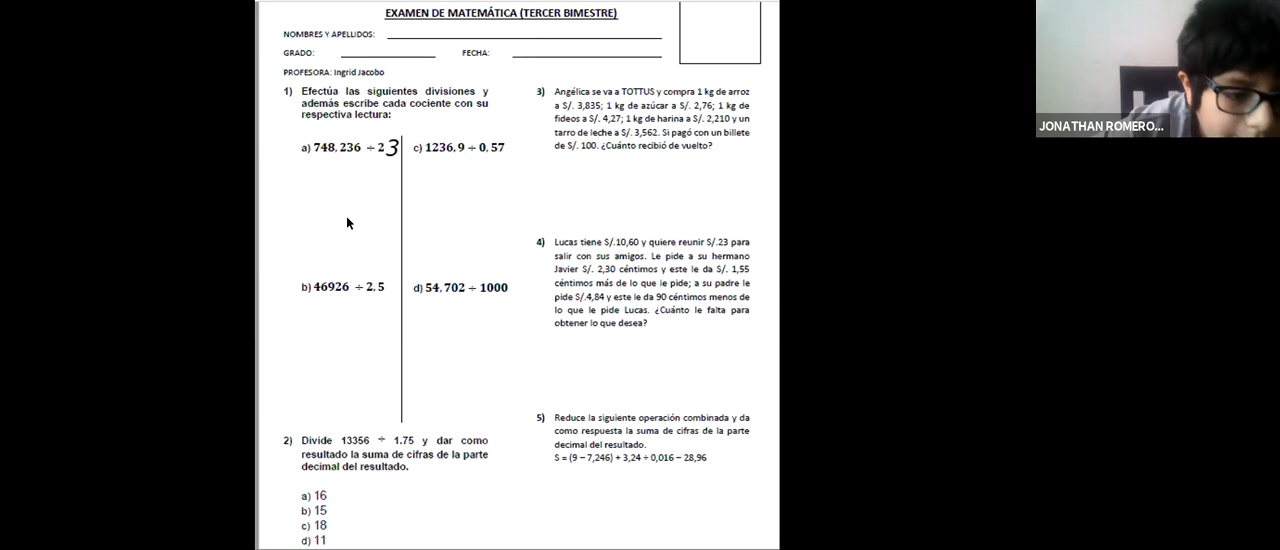 EXAMEN DE MATEMÁTICA (TERCER BIMESTRE)
NOMBRES Y APELLIDOS:
GRADO: FECHA:
PROFESORA: Ingrid Jacobo
1) Efectúa las siguientes divisiones y
además escribe cada cociente con su
respectiva lectura:
a) 748,236 ÷ 23
c) 1236,9 ÷ 0,57
b) 46926 ÷ 2,5
d) 54,702 ÷ 1000
2) Divide 13356 ÷ 1.75 y dar como
resultado la suma de cifras de la parte
decimal del resultado.
a) 16
b) 15
c) 18
d) 11
3) Angélica se va a TOTTUS y compra 1 kg de arroz
a S/. 3,835; 1 kg de azúcar a S/. 2,76; 1 kg de
fideos a S/. 4,27; 1 kg de harina a S/. 2,210 y un
tarro de leche a S/. 3,562. Si pagó con un billete
de S/. 100. ¿Cuánto recibió de vuelto?
4) Lucas tiene S/.10,60 y quiere reunir S/.23 para
salir con sus amigos. Le pide a su hermano
Javier S/. 2,30 céntimos y este le da S/. 1,55
céntimos más de lo que le pide; a su padre le
pide S/.4,84 y este le da 90 céntimos menos de
lo que le pide Lucas. ¿Cuánto le falta para
obtener lo que desea?
5) Reduce la siguiente operación combinada y da
como respuesta la suma de cifras de la parte
decimal del resultado.
S = (9 – 7,246) + 3,24 ÷ 0,016 – 28,96
JONATHAN ROMERO...